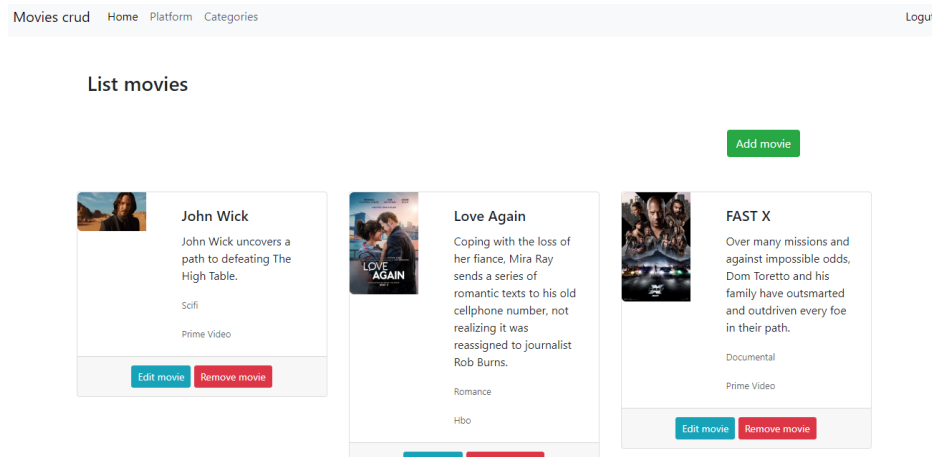 Movies crud Home Platform Categories Logut
List movies
Add movie
John Wick
John Wick uncovers a
path to defeating The
High Table.
Scifi
Prime Video
Edit movie Remove movie
LOVE
AGAIN
Love Again
Coping with the loss of
her fiance, Mira Ray
sends a series of
romantic texts to his old
cellphone number, not
realizing it was
reassigned to journalist
Rob Burns.
Romance
Hbo
FAST X
Over many missions and
against impossible odds,
Dom Toretto and his
family have outsmarted
and outdriven every foe
in their path.
Documental
Prime Video
Edit movie Remove movie